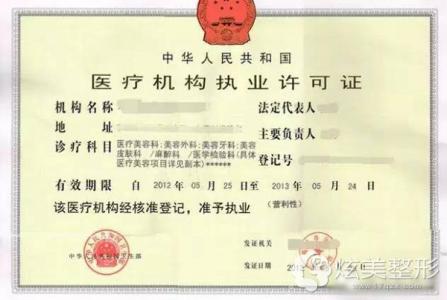 中华人民共和国
医疗机构执业许可证
机构名称 法定代表人
地址 主要负责人
诊疗科目 医疗美容科;美容外科;美容牙科;美容
皮肤科 /麻醉科 /医学检验科(具体
医疗美容项目详见副本)******
登记号
有效期限 自 2012 年 05 月 25 日至 2013 年 05 月 24 日
该医疗机构经核准登记，准予执业 (营利性)
发证机关
中华人民共和国卫生部
发证日期
炫美整形